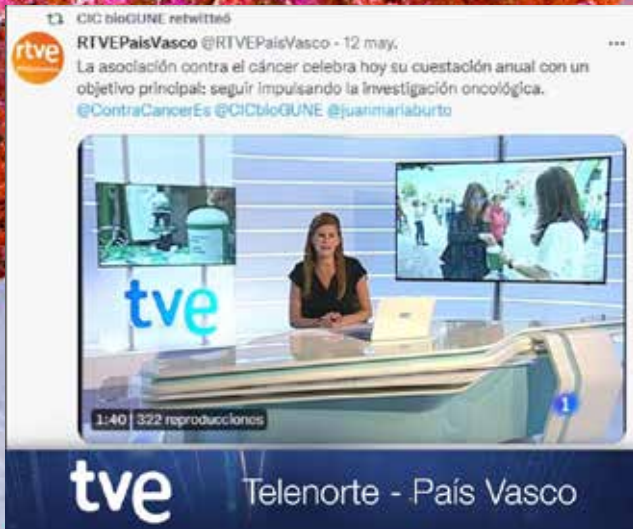 CIC bioGUNE retwitteó
rtve
RTVEPaisVasco @RTVEPaisVasco - 12 may.
La asociación contra el cáncer celebra hoy su cuestación anual con un
objetivo principal: seguir impulsando la investigación oncológica.
@ContraCancerEs @CICbioGUNE @juanmariaburto
tve
1
1:40 322 reproducciones
tve Telenorte - País Vasco